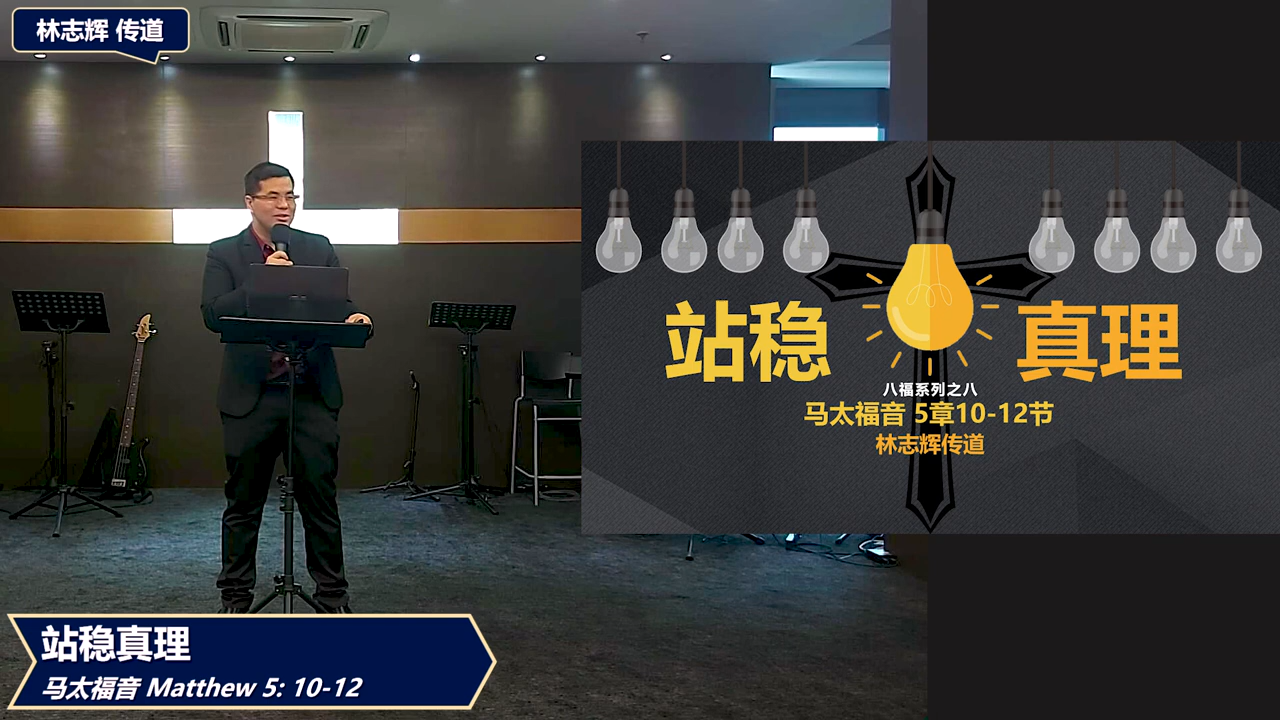 林志辉 传道
站稳 真理
八福系列之八
马太福音 5章10-12节
林志辉传道
站稳真理
马太福音 Matthew 5: 10-12